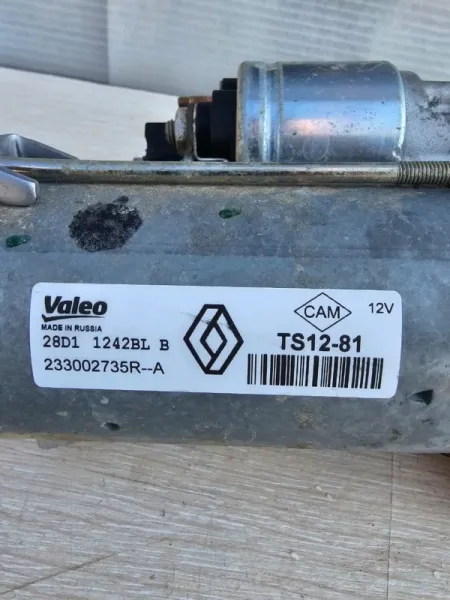 Valeo
MADE IN RUSSIA
28D1 1242BL B
233002735R--A
CAM
12V
TS12-81